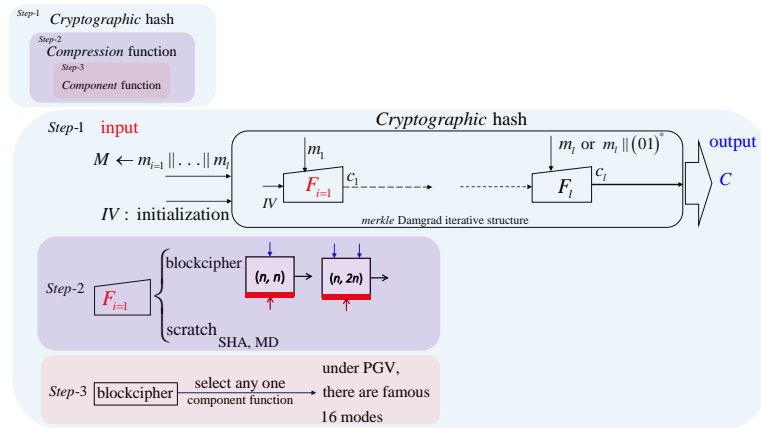 Step-1
Cryptographic hash
Step-2
Compression function
Step-3
Component function
Step-1 input
Cryptographic hash
output
M ← m_{i=1} || . . . || m_l
m_1
m_l or m_l || (01)^*
IV
F_{i=1}
c_1
F_l
c_l
C
IV : initialization
merkle Damgrad iterative structure
Step-2
F_{i=1}
blockcipher
(n, n)
(n, 2n)
scratch
SHA, MD
Step-3
blockcipher
select any one
component function
under PGV,
there are famous
16 modes